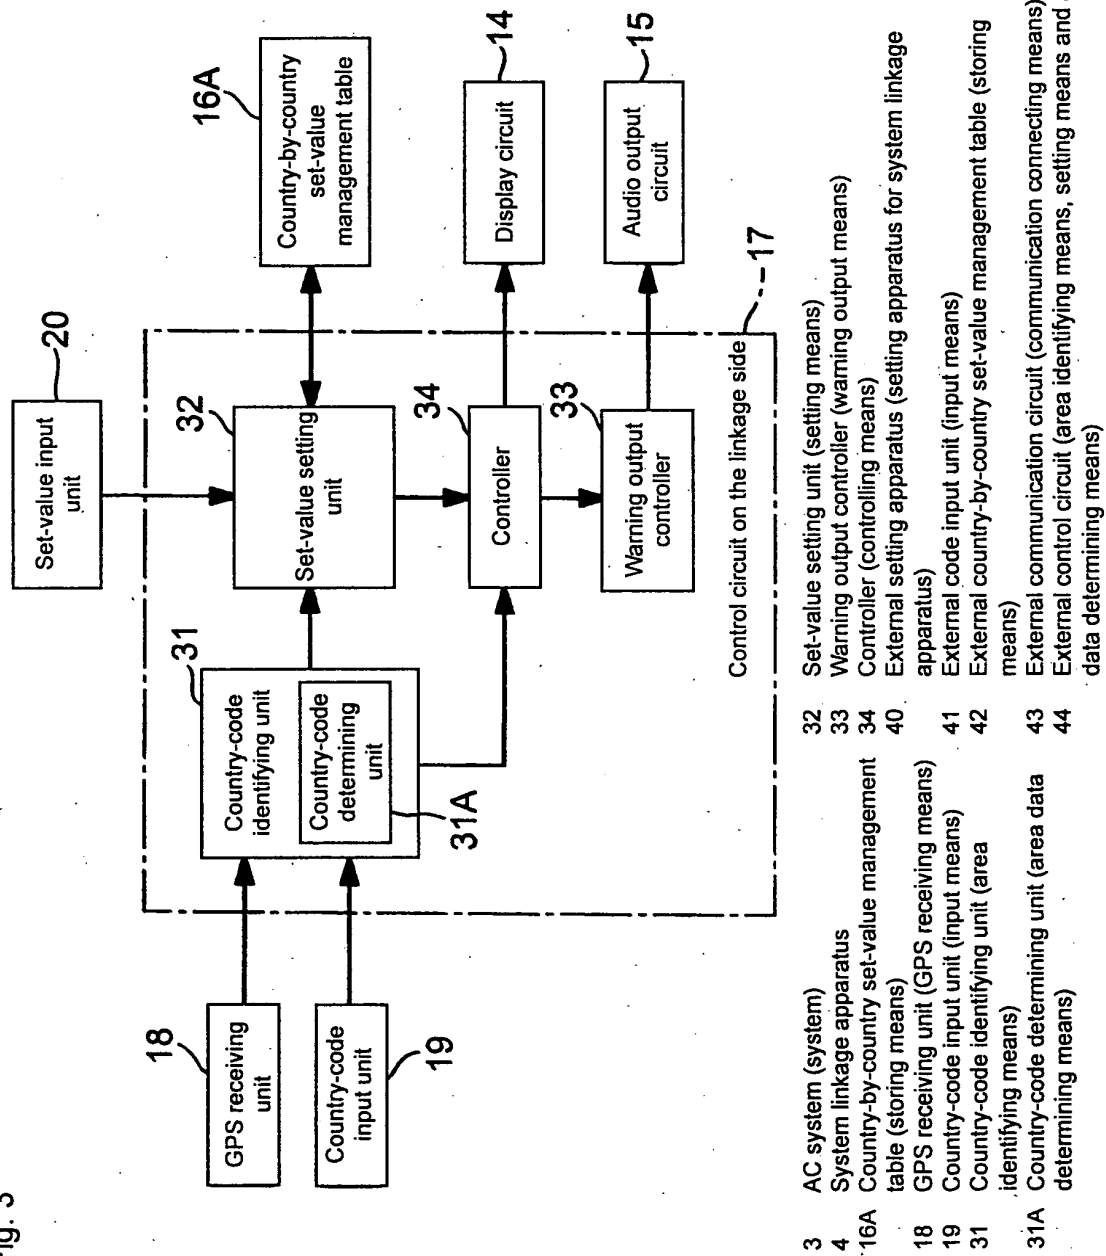 Fig. 3
18
GPS receiving
unit
Country-code
input unit
19
31
Country-code
identifying unit
Country-code
determining
unit
31A
20
Set-value input
unit
32
Set-value setting
unit
34
Controller
33
Warning output
controller
Control circuit on the linkage side
17
16A
Country-by-country
set-value
management table
Display circuit
14
Audio output
circuit
15
3 AC system (system)
4 System linkage apparatus
16A Country-by-country set-value management
table (storing means)
18 GPS receiving unit (GPS receiving means)
19 Country-code input unit (input means)
31 Country-code identifying unit (area
identifying means)
31A Country-code determining unit (area data
determining means)
32 Set-value setting unit (setting means)
33 Warning output controller (warning output means)
34 Controller (controlling means)
40 External setting apparatus (setting apparatus for system linkage
apparatus)
41 External code input unit (input means)
42 External country-by-country set-value management table (storing
means)
43 External communication circuit (communication connecting means)
44 External control circuit (area identifying means, setting means and
data determining means)